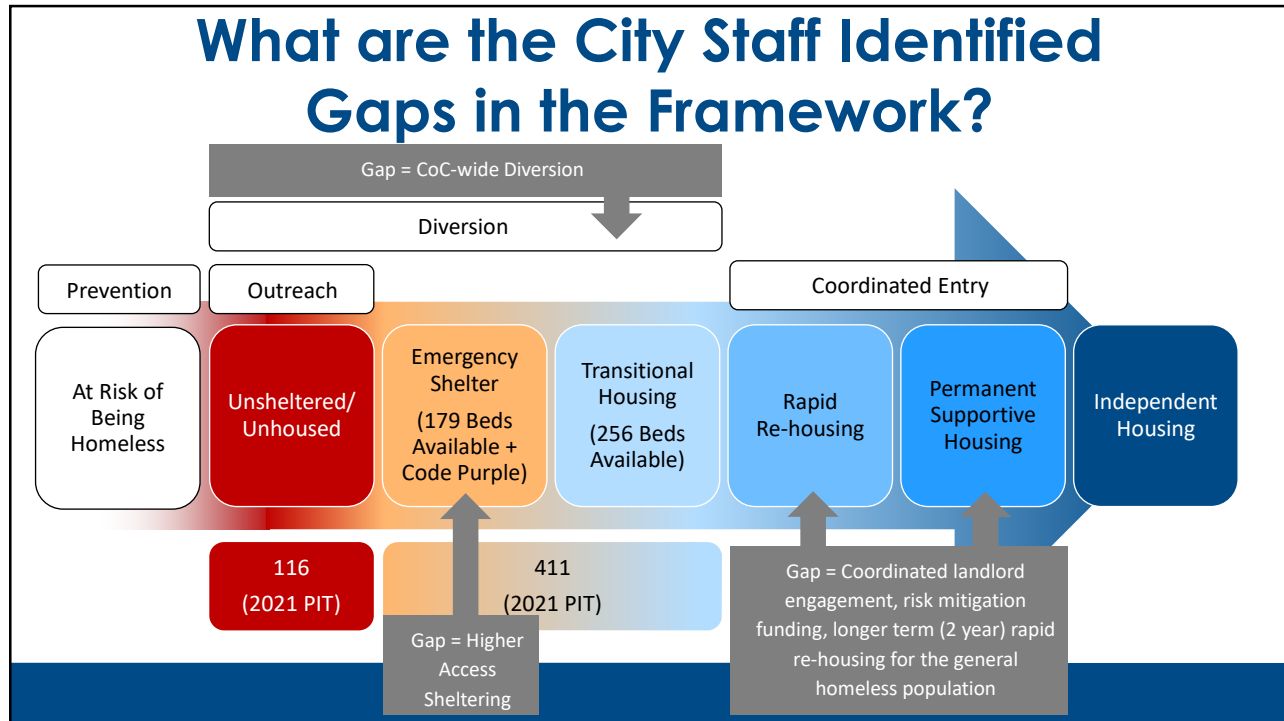 What are the City Staff Identified
Gaps in the Framework?
Gap = CoC-wide Diversion
Diversion
Prevention
Outreach
Coordinated Entry
At Risk of
Being
Homeless
Unsheltered/
Unhoused
Emergency
Shelter
(179 Beds
Available +
Code Purple)
Transitional
Housing
(256 Beds
Available)
Rapid
Re-housing
Permanent
Supportive
Housing
Independent
Housing
116
(2021 PIT)
411
(2021 PIT)
Gap = Higher
Access
Sheltering
Gap = Coordinated landlord
engagement, risk mitigation
funding, longer term (2 year) rapid
re-housing for the general
homeless population